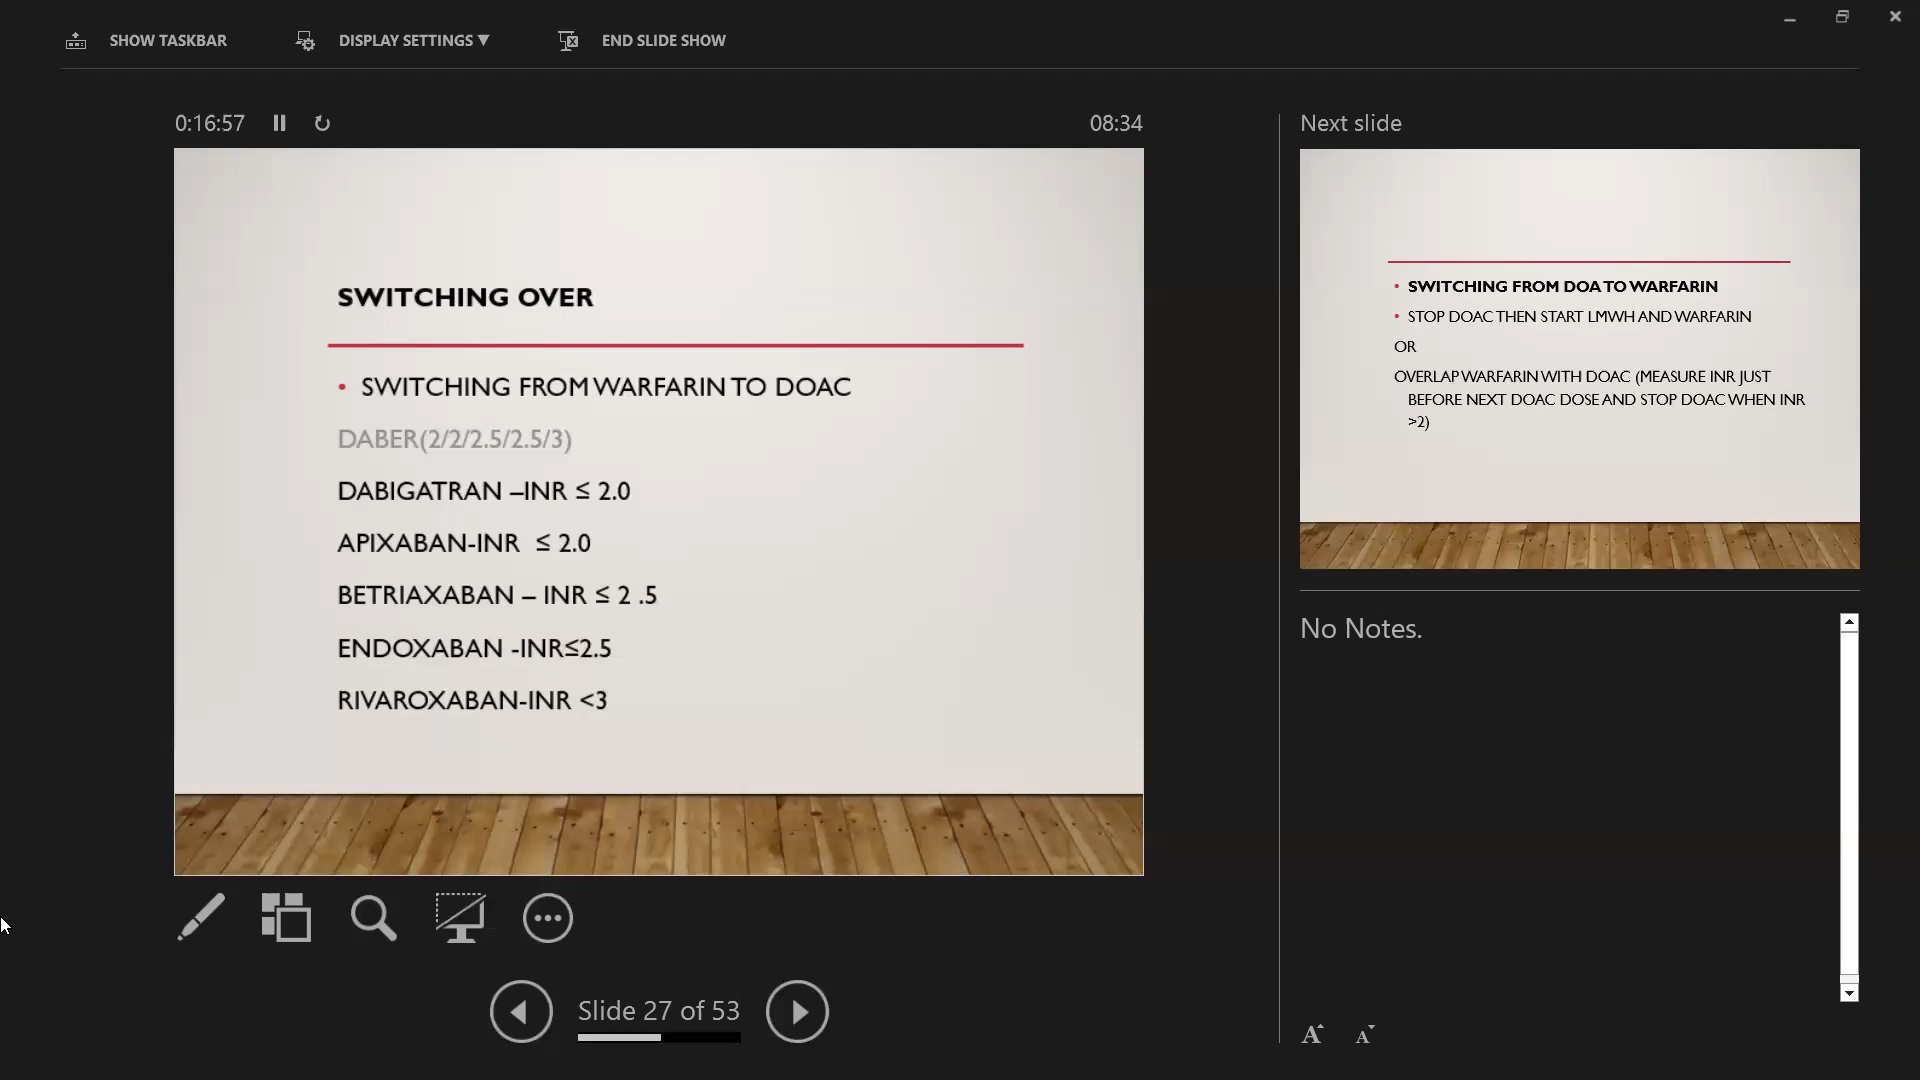 SHOW TASKBAR
DISPLAY SETTINGS ▼
END SLIDE SHOW
0:16:57
08:34
SWITCHING OVER
• SWITCHING FROM WARFARIN TO DOAC
DABER(2/2/2.5/2.5/3)
DABIGATRAN –INR ≤ 2.0
APIXABAN-INR ≤ 2.0
BETRIAXABAN – INR ≤ 2 .5
ENDOXABAN -INR≤2.5
RIVAROXABAN-INR <3
Slide 27 of 53
Next slide
• SWITCHING FROM DOA TO WARFARIN
• STOP DOAC THEN START LMWH AND WARFARIN
OR
OVERLAP WARFARIN WITH DOAC (MEASURE INR JUST
BEFORE NEXT DOAC DOSE AND STOP DOAC WHEN INR
>2)
No Notes.
A A